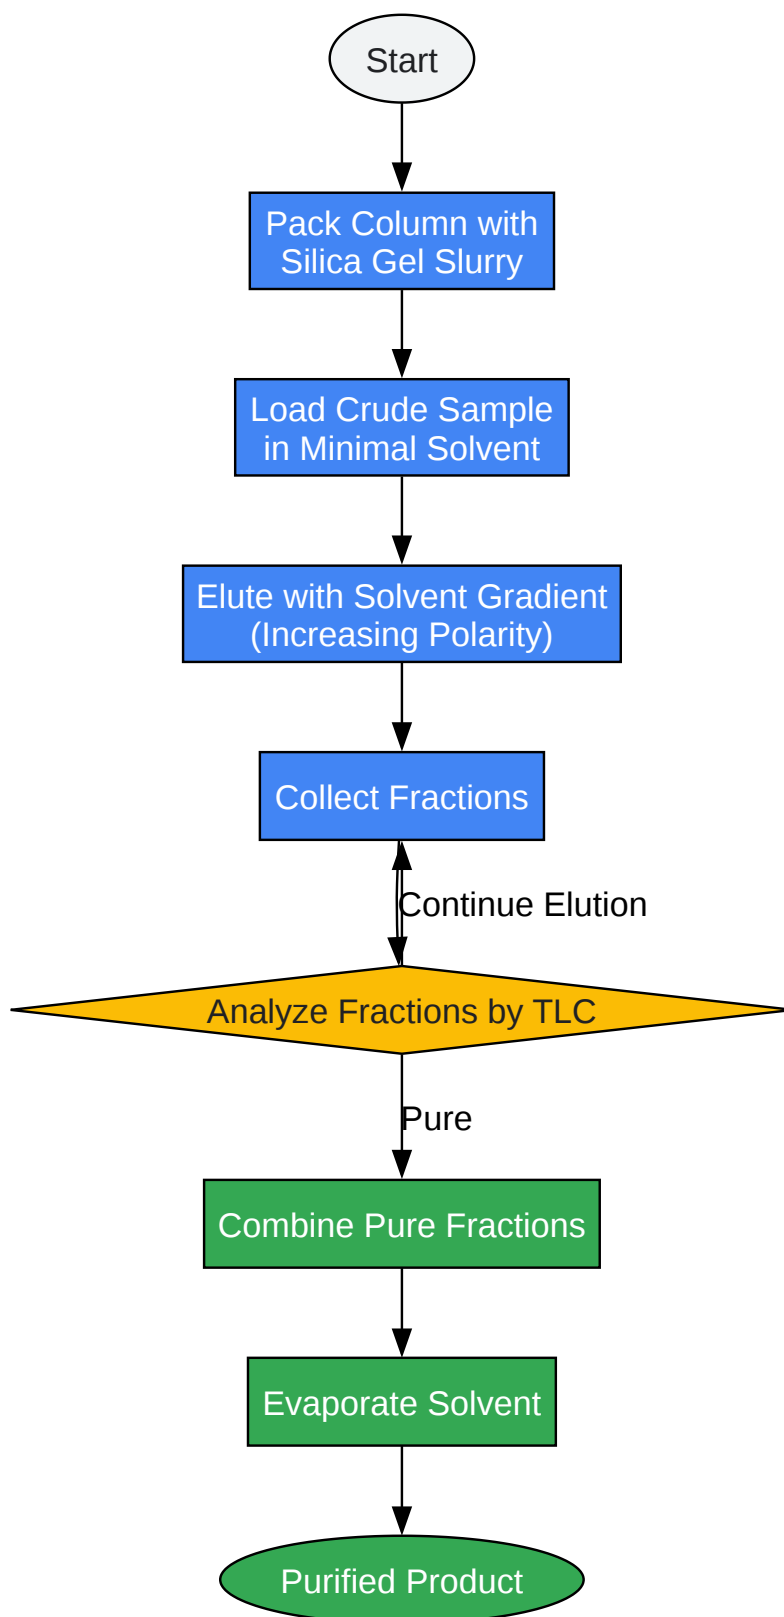 Start
Pack Column with
Silica Gel Slurry
Load Crude Sample
in Minimal Solvent
Elute with Solvent Gradient
(Increasing Polarity)
Collect Fractions
Continue Elution
Analyze Fractions by TLC
Pure
Combine Pure Fractions
Evaporate Solvent
Purified Product